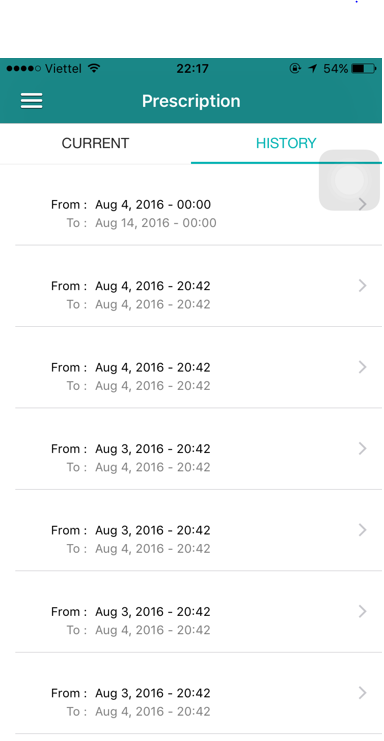 Viettel 22:17 54%
Prescription
CURRENT HISTORY
From : Aug 4, 2016 - 00:00
To : Aug 14, 2016 - 00:00
From : Aug 4, 2016 - 20:42
To : Aug 4, 2016 - 20:42
From : Aug 4, 2016 - 20:42
To : Aug 4, 2016 - 20:42
From : Aug 3, 2016 - 20:42
To : Aug 4, 2016 - 20:42
From : Aug 3, 2016 - 20:42
To : Aug 4, 2016 - 20:42
From : Aug 3, 2016 - 20:42
To : Aug 4, 2016 - 20:42
From : Aug 3, 2016 - 20:42
To : Aug 4, 2016 - 20:42